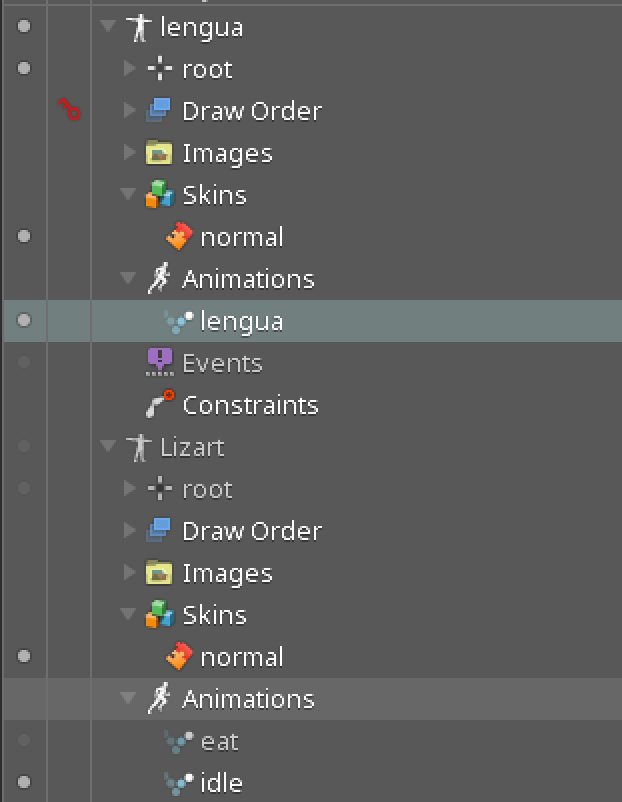 lengua
root
Draw Order
Images
Skins
normal
Animations
lengua
Events
Constraints
Lizart
root
Draw Order
Images
Skins
normal
Animations
eat
idle